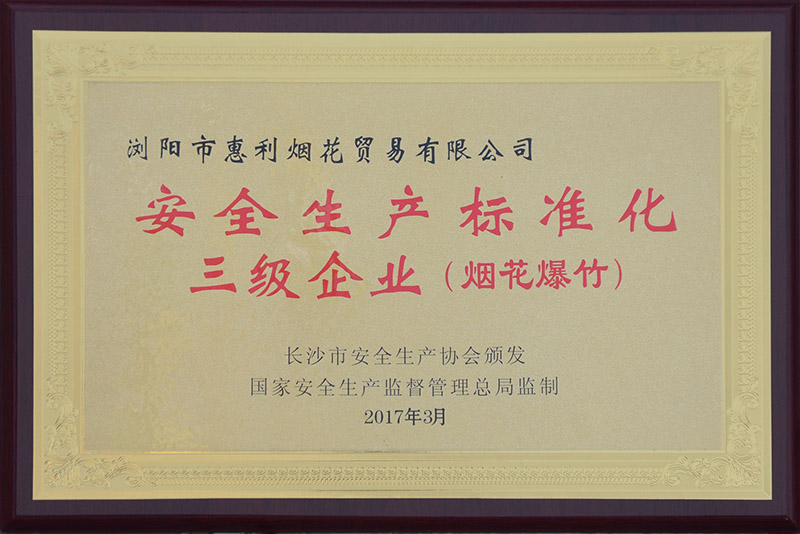 浏阳市惠利烟花贸易有限公司
安全生产标准化
三级企业（烟花爆竹）
长沙市安全生产协会颁发
国家安全生产监督管理总局监制
2017年3月